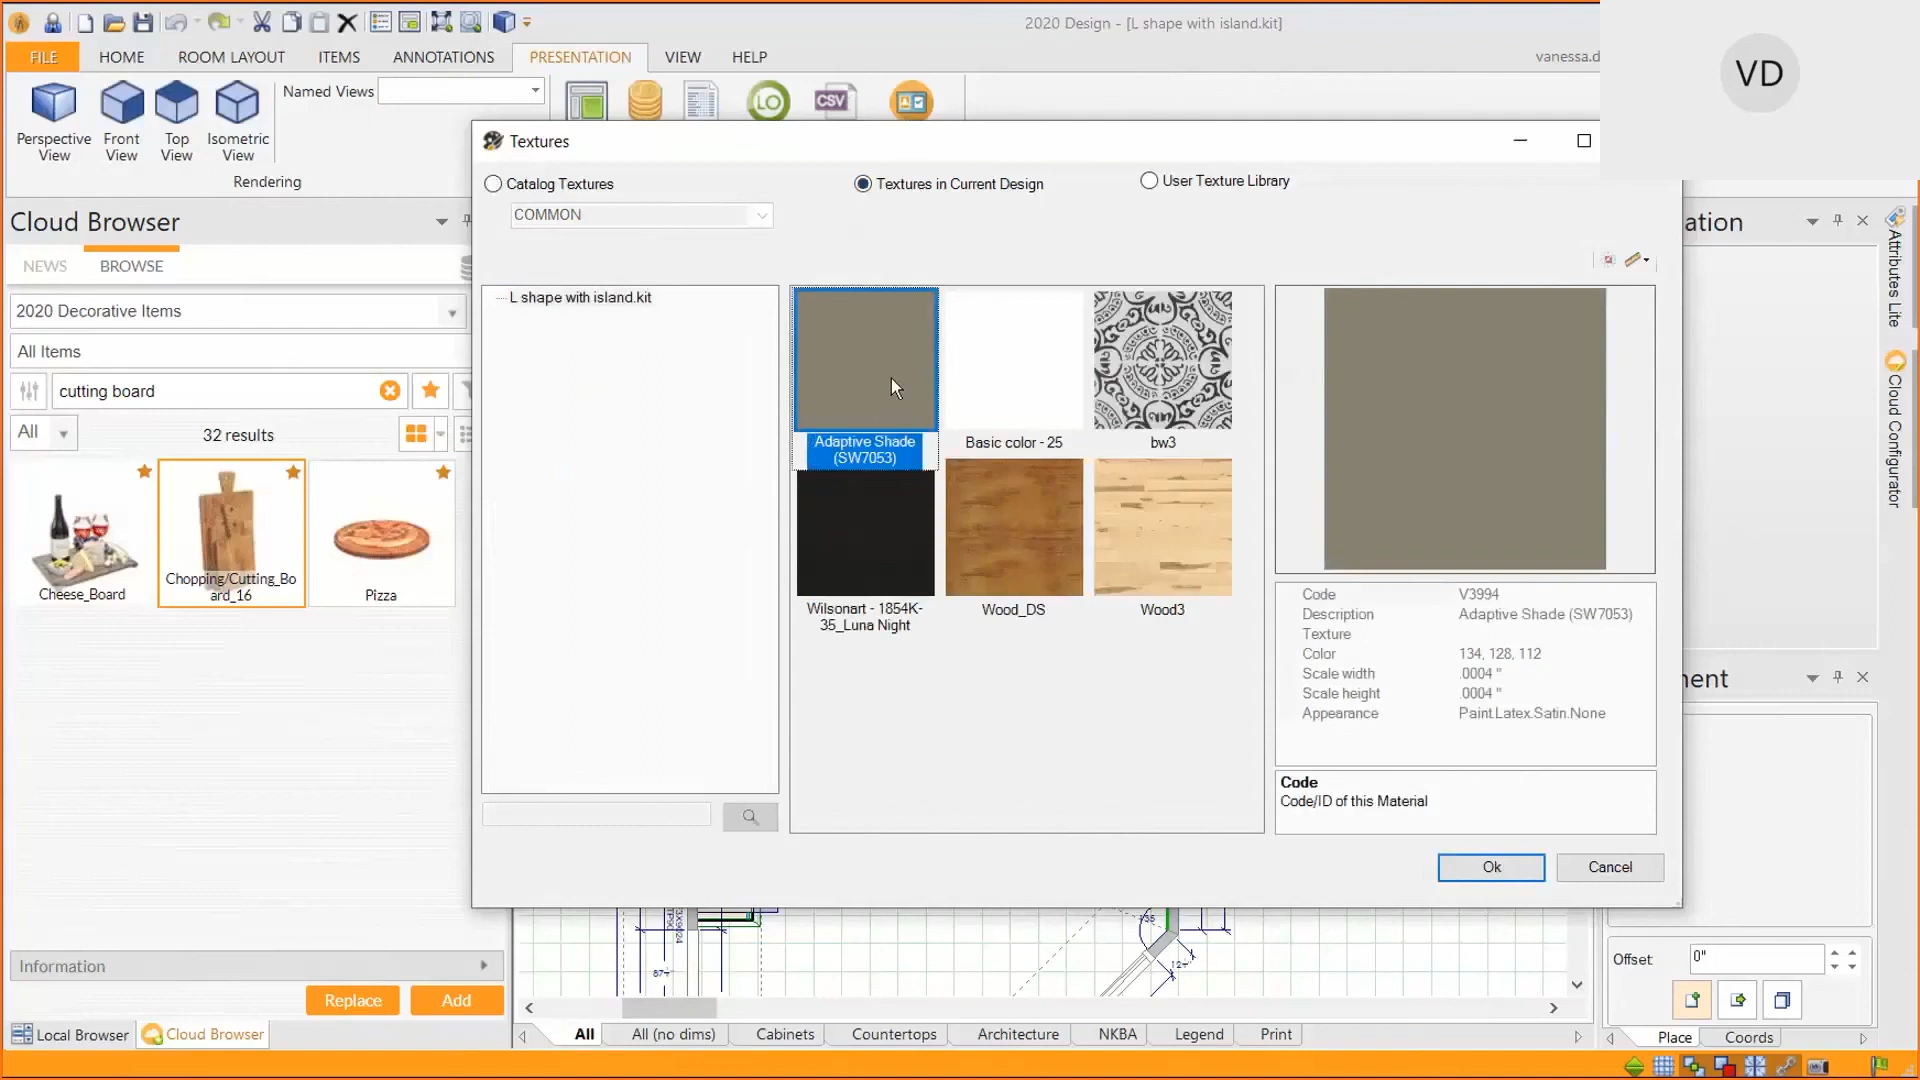 2020 Design - [L shape with island.kit]
FILE
HOME
ROOM LAYOUT
ITEMS
ANNOTATIONS
PRESENTATION
VIEW
HELP
vanessa.d
VD
Perspective
View
Front
View
Top
View
Isometric
View
Named Views
Rendering
LO
CSV
Cloud Browser
NEWS
BROWSE
2020 Decorative Items
All Items
cutting board
All
32 results
Cheese_Board
Chopping/Cutting_Bo
ard_16
Pizza
Information
Replace
Add
Local Browser
Cloud Browser
Textures
Catalog Textures
COMMON
Textures in Current Design
User Texture Library
L shape with island.kit
Adaptive Shade
(SW7053)
Basic color - 25
bw3
Wilsonart - 1854K-
35_Luna Night
Wood_DS
Wood3
Code V3994
Description Adaptive Shade (SW7053)
Texture
Color 134, 128, 112
Scale width .0004 "
Scale height .0004 "
Appearance Paint.Latex.Satin.None
Code
Code/ID of this Material
Ok
Cancel
ation
Attributes Lite
Cloud Configurator
nent
Offset: 0"
Place
Coords
All
All (no dims)
Cabinets
Countertops
Architecture
NKBA
Legend
Print